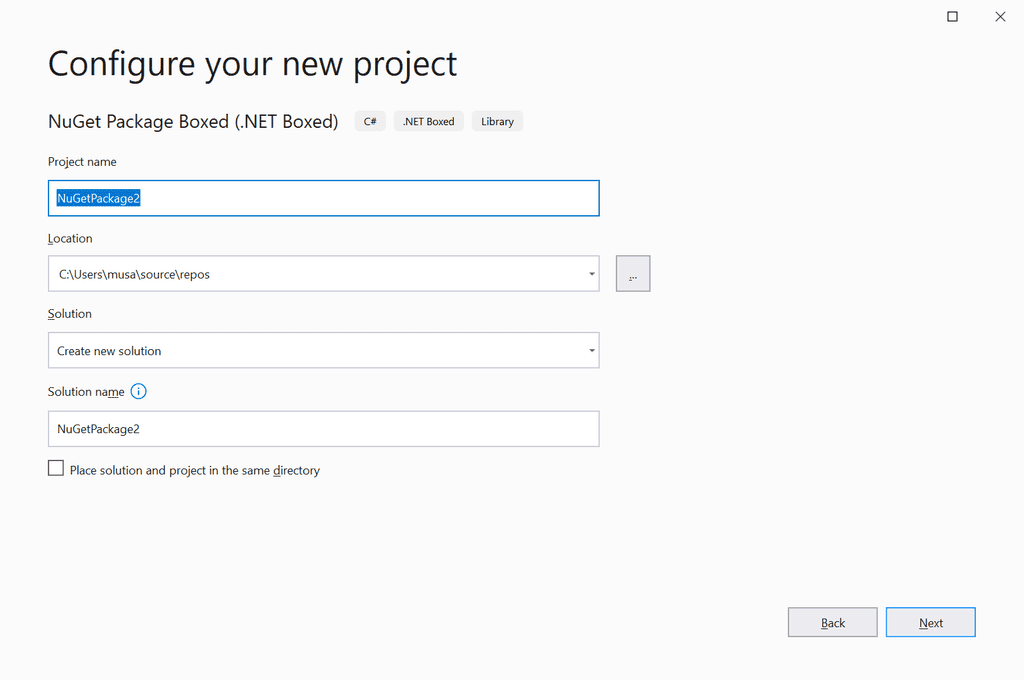 Configure your new project
NuGet Package Boxed (.NET Boxed) C# .NET Boxed Library
Project name
NuGetPackage2
Location
C:\Users\musa\source\repos
...
Solution
Create new solution
Solution name
NuGetPackage2
Place solution and project in the same directory
Back Next